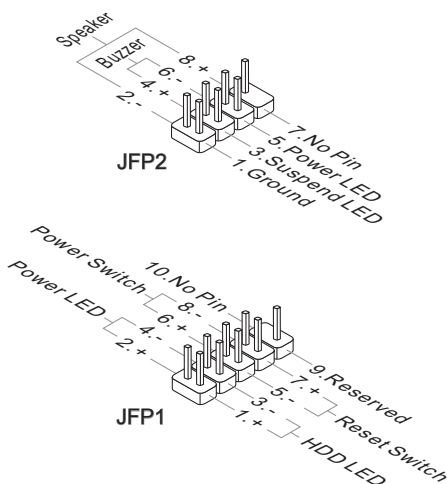 Speaker
Buzzer
8.+
6.-
4.+
2.-
7.No Pin
5.Power LED
3.Suspend LED
1.Ground
JFP2
Power Switch
Power LED
10.No Pin
8.-
6.+
4.-
2.+
9.Reserved
7.+
5.-
3.-
1.+
Reset Switch
HDD LED
JFP1